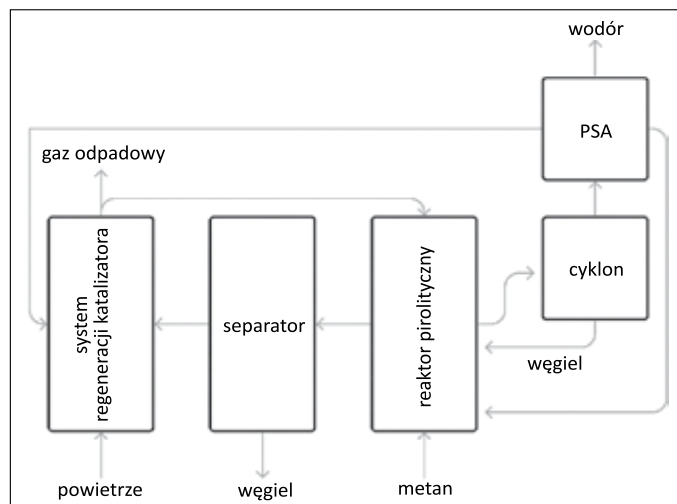 wodór
PSA
gaz odpadowy
system
regeneracji katalizatora
separator
reaktor pirolityczny
cyklon
węgiel
powietrze
węgiel
metan